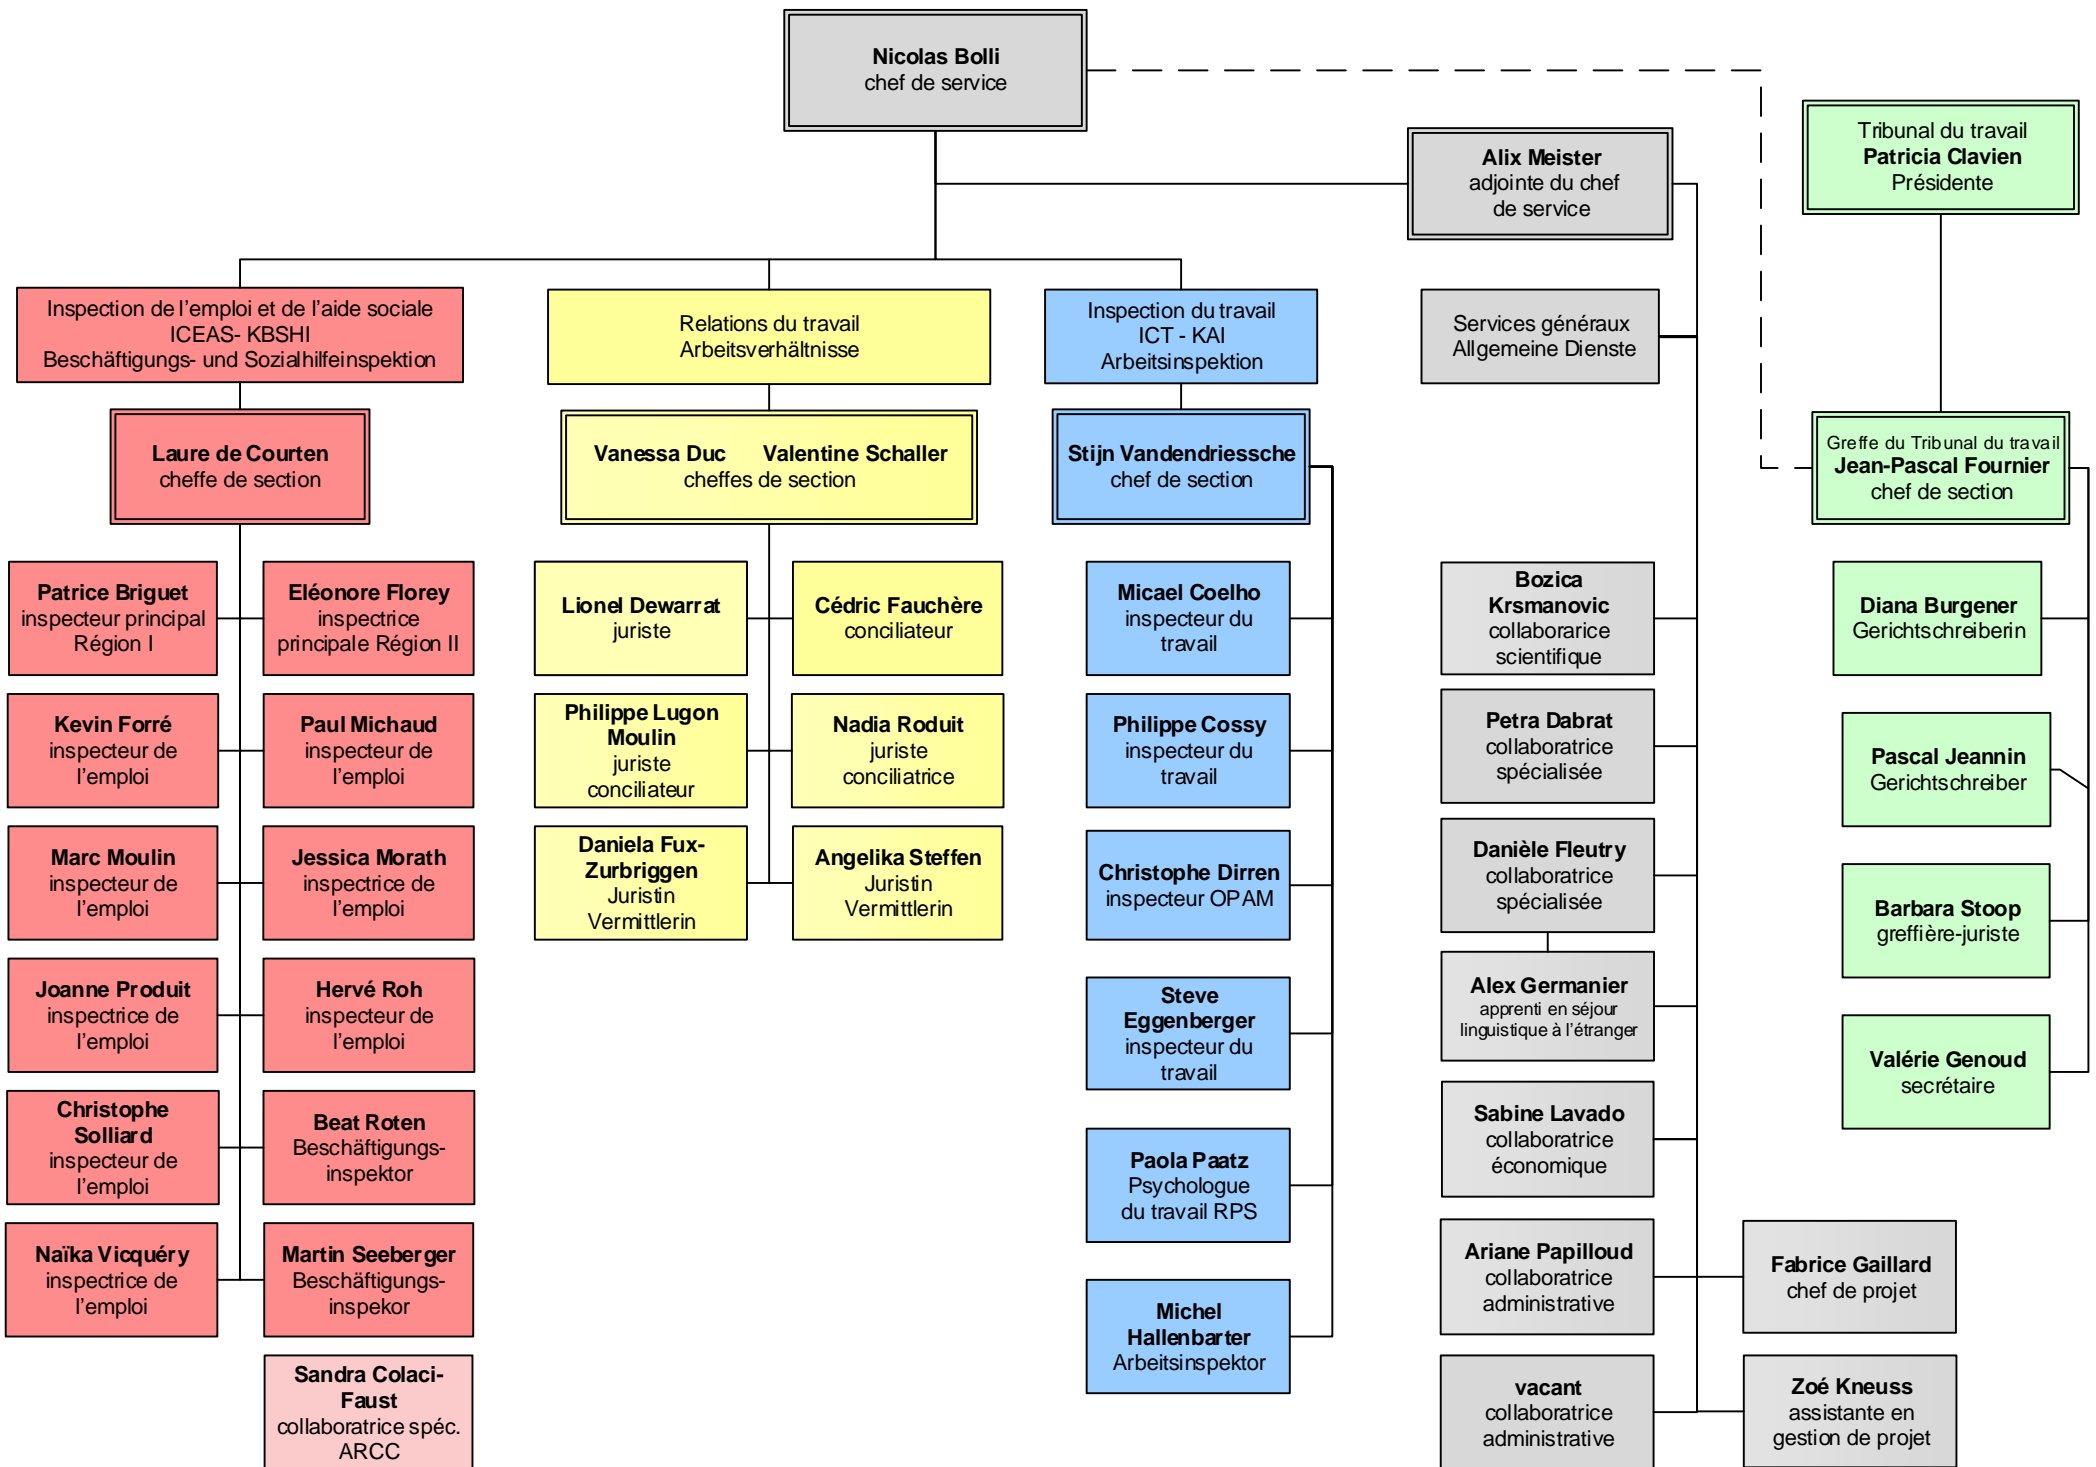 Nicolas Bolli
chef de service
Alix Meister
adjointe du chef
de service
Tribunal du travail
Patricia Clavien
Présidente
Inspection de l'emploi et de l'aide sociale
ICEAS- KBSHI
Beschäftigungs- und Sozialhilfeinspektion
Relations du travail
Arbeitsverhältnisse
Inspection du travail
ICT - KAI
Arbeitsinspektion
Services généraux
Allgemeine Dienste
Laure de Courten
cheffe de section
Vanessa Duc Valentine Schaller
cheffes de section
Stijn Vandendriessche
chef de section
Greffe du Tribunal du travail
Jean-Pascal Fournier
chef de section
Patrice Briguet
inspecteur principal
Région I
Eléonore Florey
inspectrice
principale Région II
Kevin Forré
inspecteur de
l'emploi
Paul Michaud
inspecteur de
l'emploi
Marc Moulin
inspecteur de
l'emploi
Jessica Morath
inspectrice de
l'emploi
Joanne Produit
inspectrice de
l'emploi
Hervé Roh
inspecteur de
l'emploi
Christophe
Solliard
inspecteur de
l'emploi
Beat Roten
Beschäftigungs-
inspektor
Naïka Vicquéry
inspectrice de
l'emploi
Martin Seeberger
Beschäftigungs-
inspekor
Sandra Colaci-
Faust
collaboratrice spéc.
ARCC
Lionel Dewarrat
juriste
Cédric Fauchère
conciliateur
Philippe Lugon
Moulin
juriste
conciliateur
Nadia Roduit
juriste
conciliatrice
Daniela Fux-
Zurbriggen
Juristin
Vermittlerin
Angelika Steffen
Juristin
Vermittlerin
Micael Coelho
inspecteur du
travail
Philippe Cossy
inspecteur du
travail
Christophe Dirren
inspecteur OPAM
Steve
Eggenberger
inspecteur du
travail
Paola Paatz
Psychologue
du travail RPS
Michel
Hallenbarter
Arbeitsinspektor
Bozica
Krsmanovic
collaborarice
scientifique
Petra Dabrat
collaboratrice
spécialisée
Danièle Fleutry
collaboratrice
spécialisée
Alex Germanier
apprenti en séjour
linguistique à l'étranger
Sabine Lavado
collaboratrice
économique
Ariane Papilloud
collaboratrice
administrative
Fabrice Gaillard
chef de projet
vacant
collaboratrice
administrative
Zoé Kneuss
assistante en
gestion de projet
Diana Burgener
Gerichtschreiberin
Pascal Jeannin
Gerichtschreiber
Barbara Stoop
greffière-juriste
Valérie Genoud
secrétaire